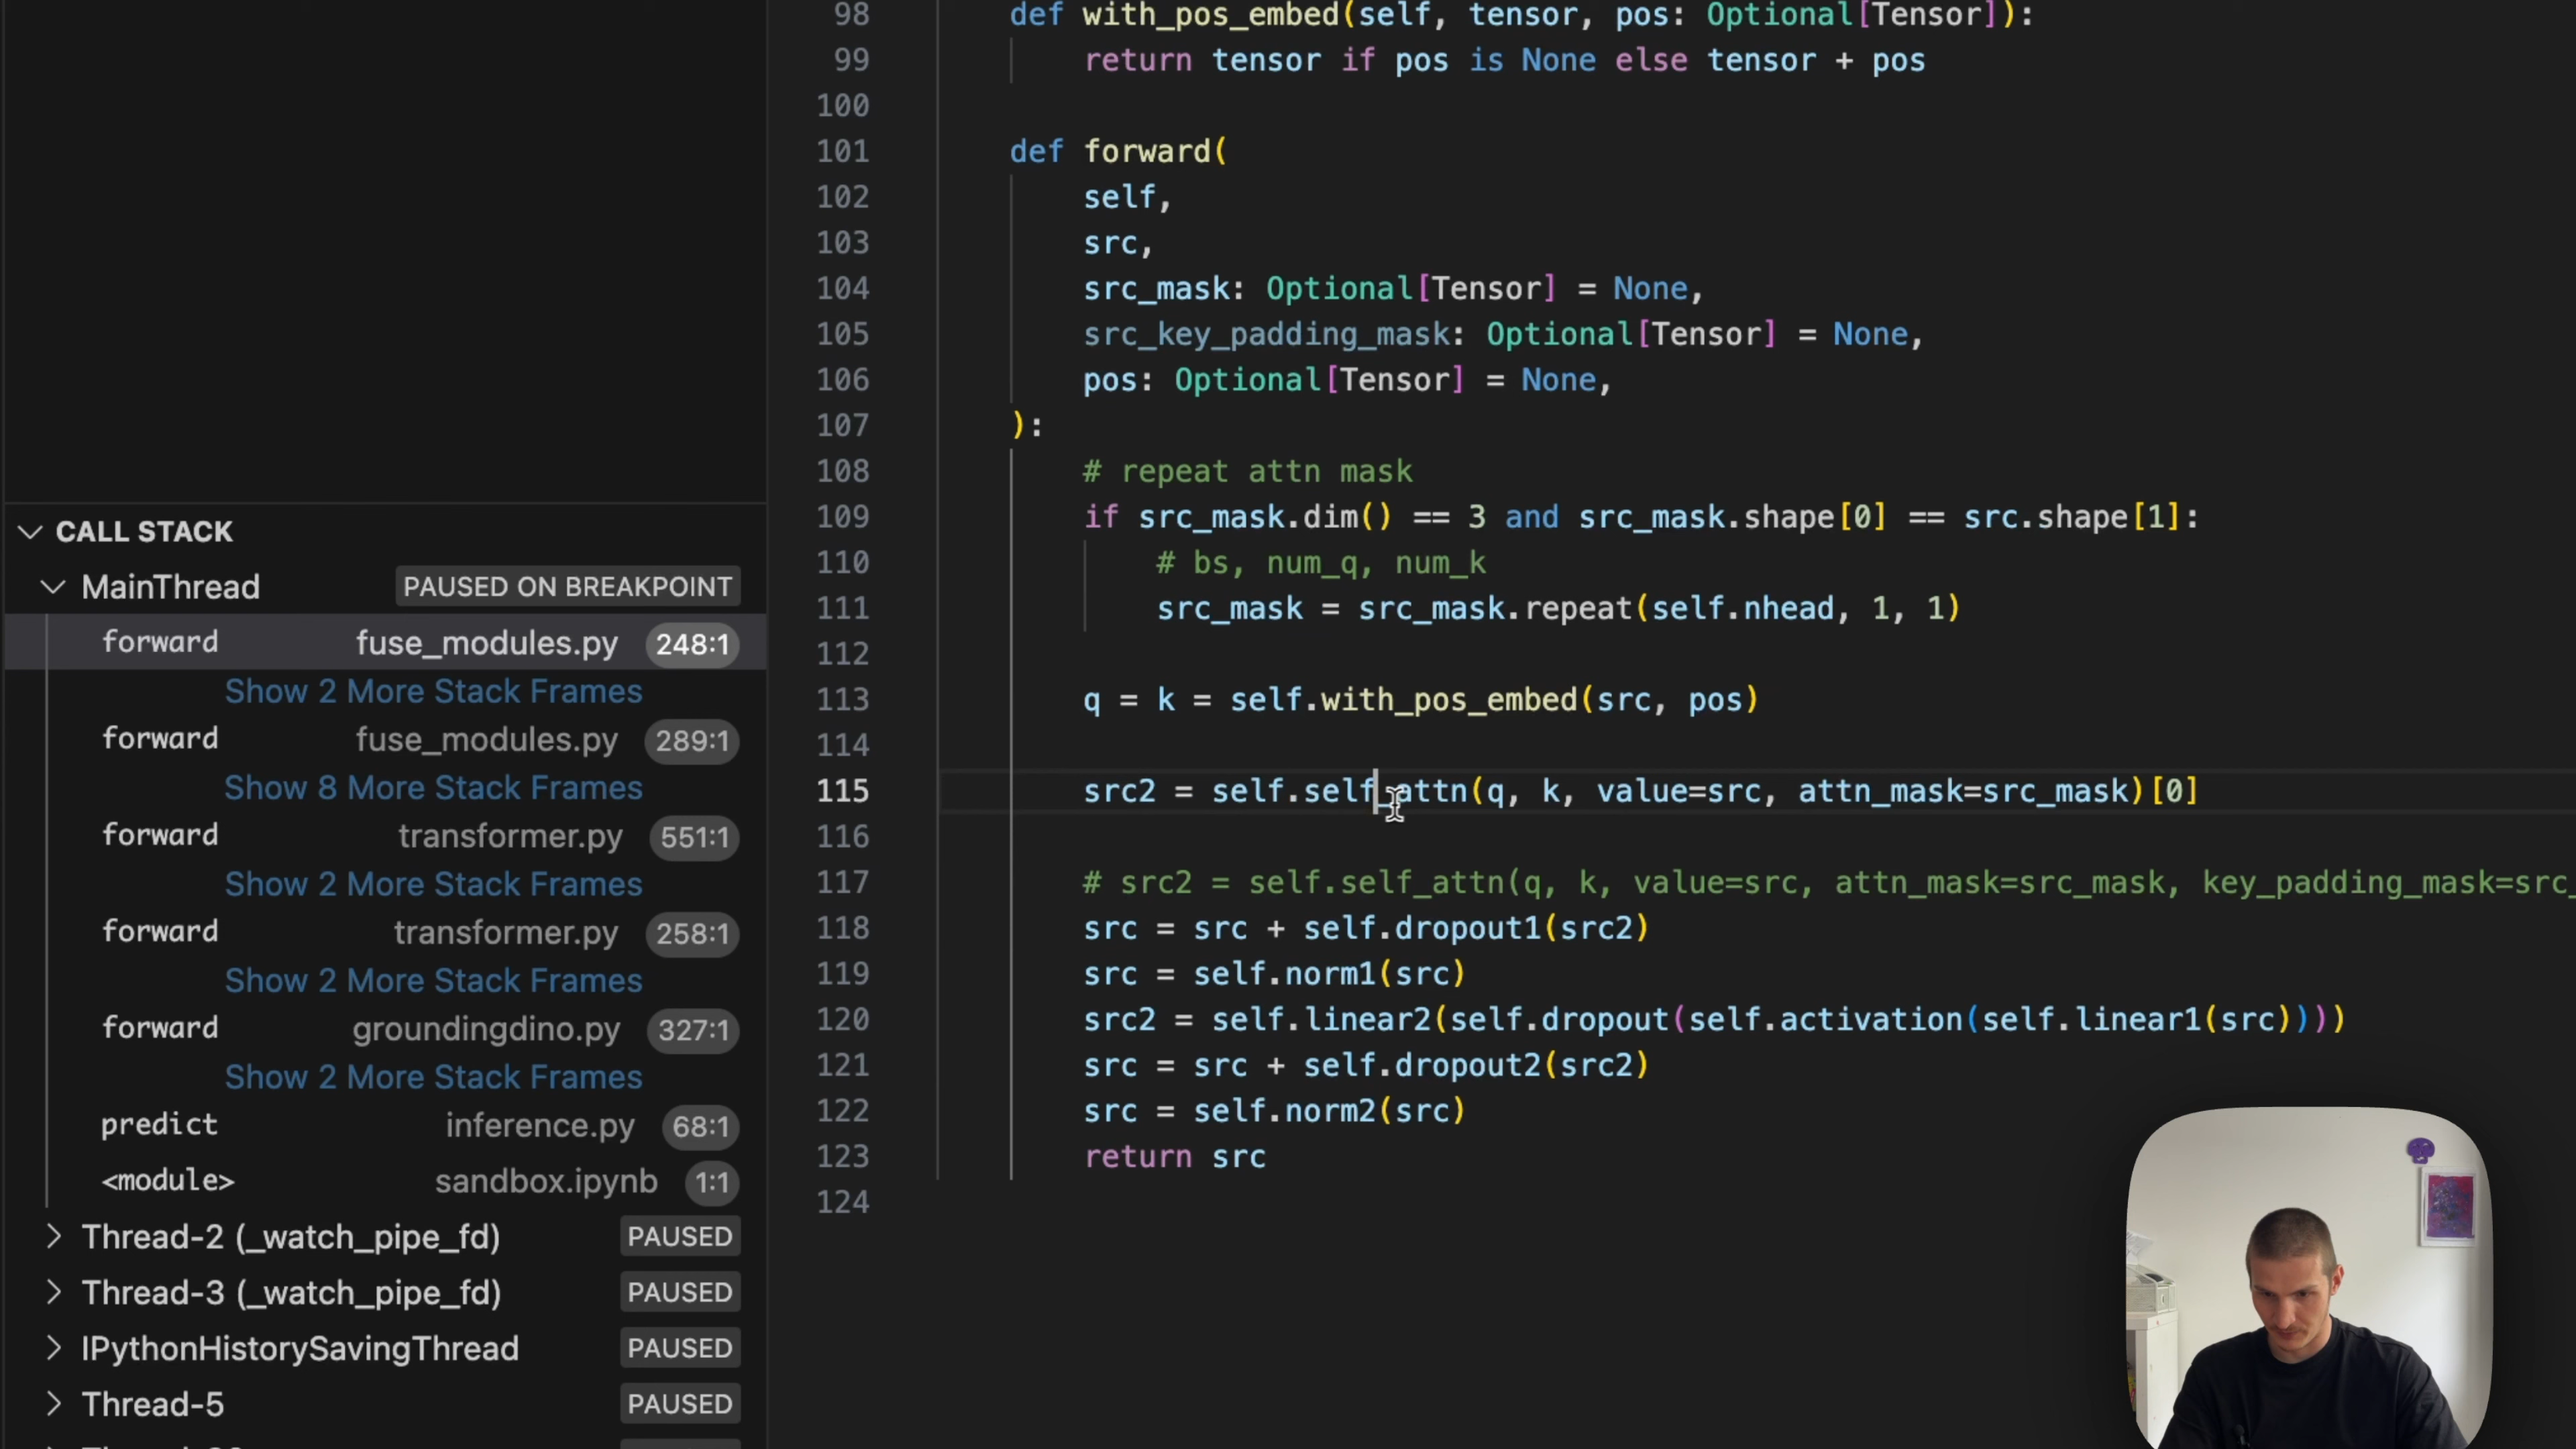 98 def with_pos_embed(self, tensor, pos: Optional[Tensor]):
99 return tensor if pos is None else tensor + pos
100
101 def forward(
102 self,
103 src,
104 src_mask: Optional[Tensor] = None,
105 src_key_padding_mask: Optional[Tensor] = None,
106 pos: Optional[Tensor] = None,
107 ):
108 # repeat attn mask
109 if src_mask.dim() == 3 and src_mask.shape[0] == src.shape[1]:
110 # bs, num_q, num_k
111 src_mask = src_mask.repeat(self.nhead, 1, 1)
112
113 q = k = self.with_pos_embed(src, pos)
114
115 src2 = self.self_attn(q, k, value=src, attn_mask=src_mask)[0]
116
117 # src2 = self.self_attn(q, k, value=src, attn_mask=src_mask, key_padding_mask=src_
118 src = src + self.dropout1(src2)
119 src = self.norm1(src)
120 src2 = self.linear2(self.dropout(self.activation(self.linear1(src))))
121 src = src + self.dropout2(src2)
122 src = self.norm2(src)
123 return src
124
CALL STACK
MainThread PAUSED ON BREAKPOINT
forward fuse_modules.py 248:1
Show 2 More Stack Frames
forward fuse_modules.py 289:1
Show 8 More Stack Frames
forward transformer.py 551:1
Show 2 More Stack Frames
forward transformer.py 258:1
Show 2 More Stack Frames
forward groundingdino.py 327:1
Show 2 More Stack Frames
predict inference.py 68:1
<module> sandbox.ipynb 1:1
Thread-2 (_watch_pipe_fd) PAUSED
Thread-3 (_watch_pipe_fd) PAUSED
IPythonHistorySavingThread PAUSED
Thread-5 PAUSED